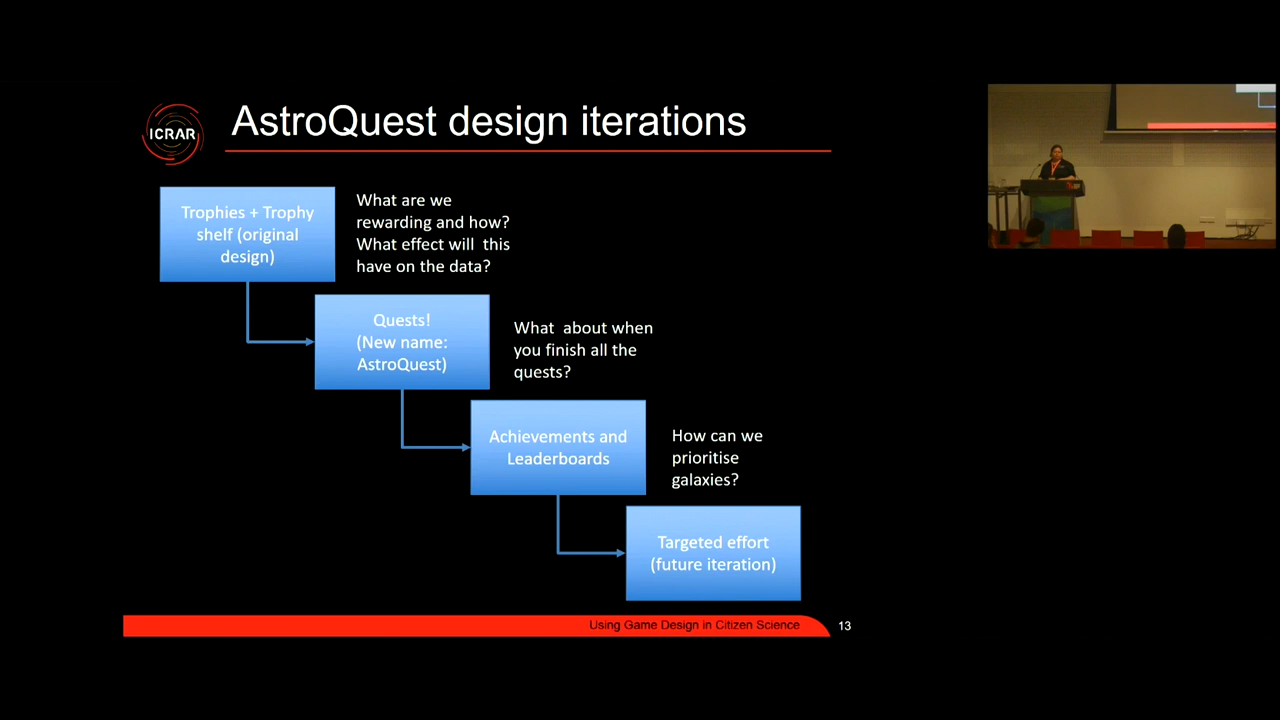 ICRAR
AstroQuest design iterations
Trophies + Trophy
shelf (original
design)
What are we
rewarding and how?
What effect will this
have on the data?
Quests!
(New name:
AstroQuest)
What about when
you finish all the
quests?
Achievements and
Leaderboards
How can we
prioritise
galaxies?
Targeted effort
(future iteration)
Using Game Design in Citizen Science
13